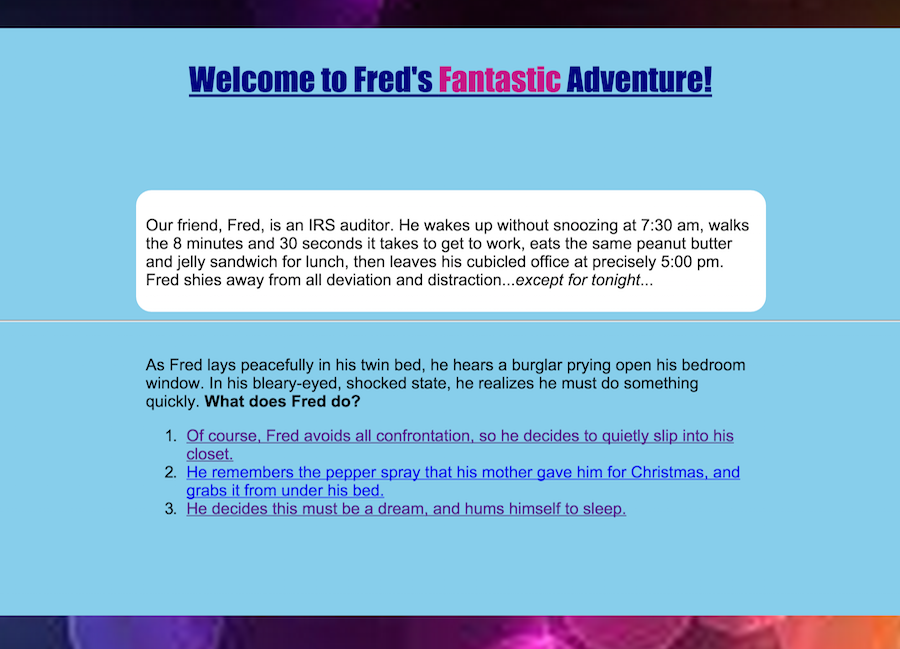 Welcome to Fred's Fantastic Adventure!
Our friend, Fred, is an IRS auditor. He wakes up without snoozing at 7:30 am, walks
the 8 minutes and 30 seconds it takes to get to work, eats the same peanut butter
and jelly sandwich for lunch, then leaves his cubicled office at precisely 5:00 pm.
Fred shies away from all deviation and distraction...except for tonight...
As Fred lays peacefully in his twin bed, he hears a burglar prying open his bedroom
window. In his bleary-eyed, shocked state, he realizes he must do something
quickly. What does Fred do?
1. Of course, Fred avoids all confrontation, so he decides to quietly slip into his
closet.
2. He remembers the pepper spray that his mother gave him for Christmas, and
grabs it from under his bed.
3. He decides this must be a dream, and hums himself to sleep.